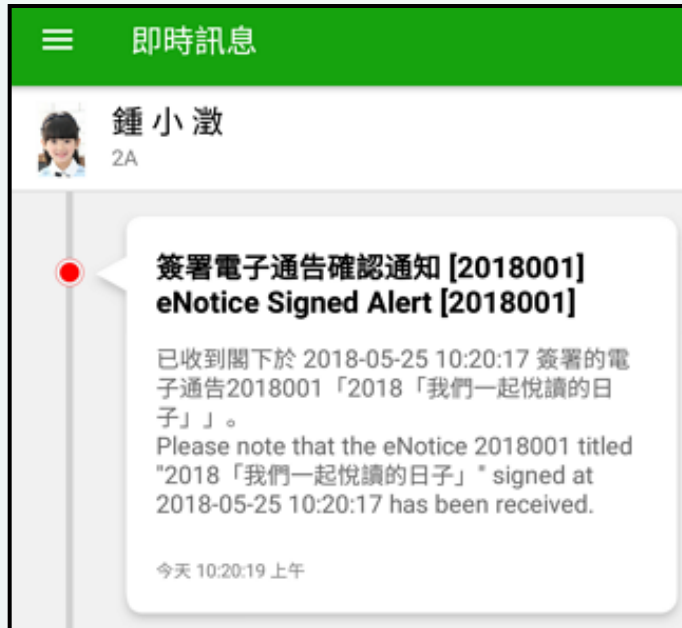 即時訊息
鍾小澂
2A
簽署電子通告確認通知 [2018001]
eNotice Signed Alert [2018001]
已收到閣下於 2018-05-25 10:20:17 簽署的電
子通告2018001「2018「我們一起悅讀的日
子」」。
Please note that the eNotice 2018001 titled
"2018「我們一起悅讀的日子」" signed at
2018-05-25 10:20:17 has been received.
今天 10:20:19 上午